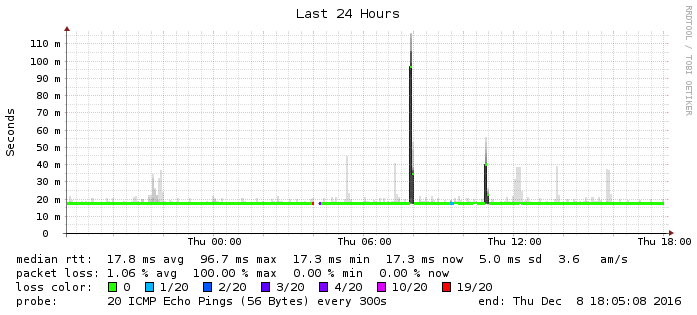 Last 24 Hours
RRDTOOL / TOBI OETIKER
Seconds
110 m
100 m
90 m
80 m
70 m
60 m
50 m
40 m
30 m
20 m
10 m
0
Thu 00:00 Thu 06:00 Thu 12:00 Thu 18:00
median rtt: 17.8 ms avg 96.7 ms max 17.3 ms min 17.3 ms now 5.0 ms sd 3.6 am/s
packet loss: 1.06 % avg 100.00 % max 0.00 % min 0.00 % now
loss color: 0 1/20 2/20 3/20 4/20 10/20 19/20
probe: 20 ICMP Echo Pings (56 Bytes) every 300s end: Thu Dec 8 18:05:08 2016